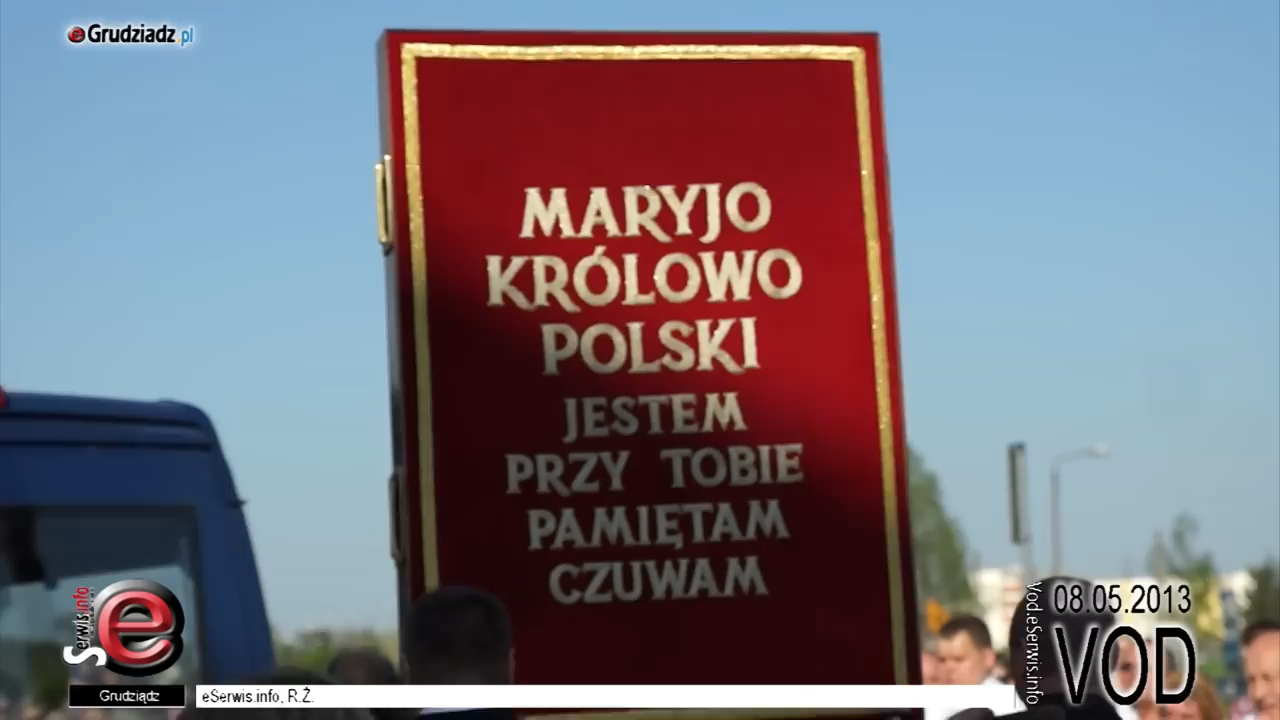 eGrudziadz.pl
MARYJO
KRÓLOWO
POLSKI
JESTEM
PRZY TOBIE
PAMIĘTAM
CZUWAM
eSerwis.info
Vod.eSerwis.info
08.05.2013
VOD
Grudziądz
eSerwis.info, R.Ż.